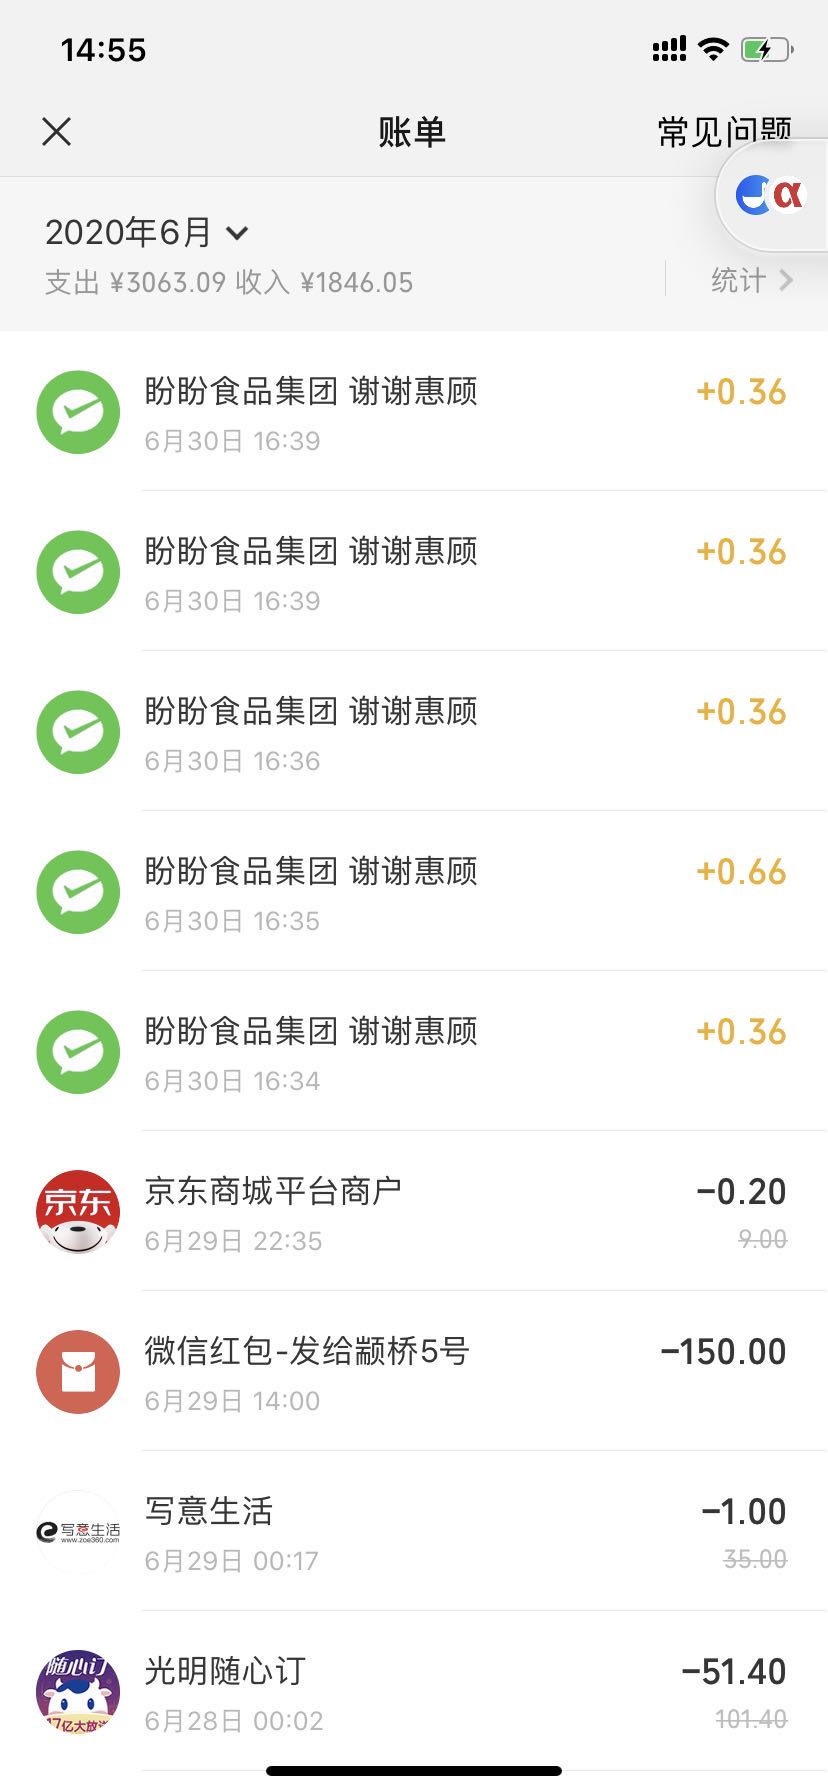 14:55
账单
常见问题
2020年6月
支出 ¥3063.09 收入 ¥1846.05
统计
盼盼食品集团 谢谢惠顾
+0.36
6月30日 16:39
盼盼食品集团 谢谢惠顾
+0.36
6月30日 16:39
盼盼食品集团 谢谢惠顾
+0.36
6月30日 16:36
盼盼食品集团 谢谢惠顾
+0.66
6月30日 16:35
盼盼食品集团 谢谢惠顾
+0.36
6月30日 16:34
京东
京东商城平台商户
-0.20
6月29日 22:35
9.00
微信红包-发给颛桥5号
-150.00
6月29日 14:00
写意生活
www.zoe360.com
写意生活
-1.00
6月29日 00:17
35.00
随心订
17亿大放送
光明随心订
-51.40
6月28日 00:02
101.40